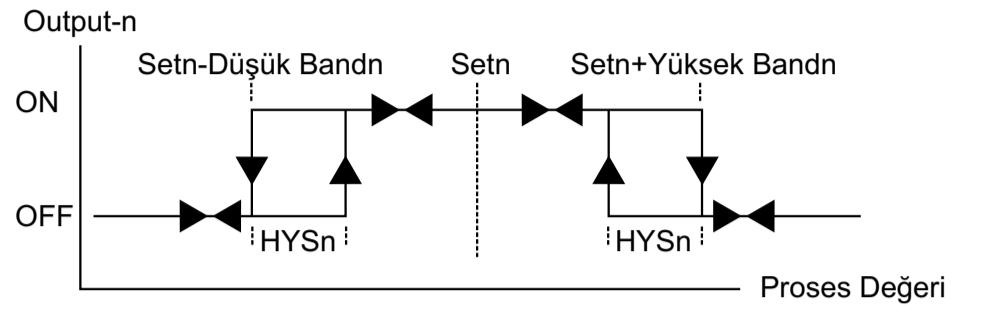 Output-n
Setn-Düşük Bandn Setn Setn+Yüksek Bandn
ON
OFF
HYSn HYSn
Proses Değeri